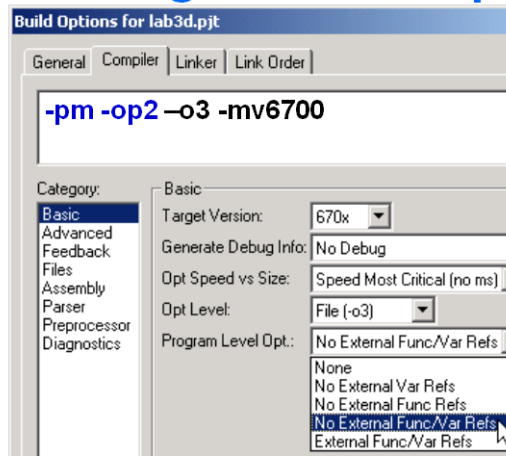 Build Options for lab3d.pjt
General Compiler Linker Link Order
-pm -op2 –o3 -mv6700
Category:
Basic
Advanced
Feedback
Files
Assembly
Parser
Preprocessor
Diagnostics
Basic
Target Version: 670x
Generate Debug Info: No Debug
Opt Speed vs Size: Speed Most Critical (no ms)
Opt Level: File (-o3)
Program Level Opt.: No External Func/Var Refs
None
No External Var Refs
No External Func Refs
No External Func/Var Refs
External Func/Var Refs